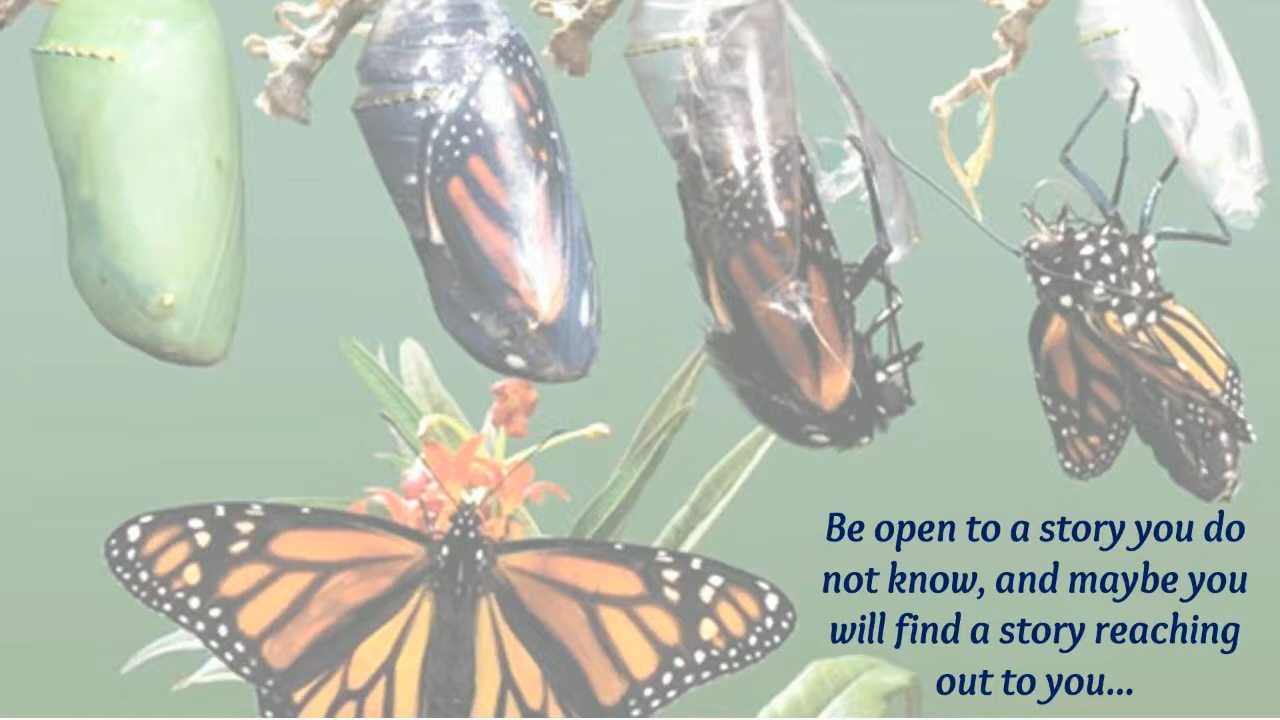 Be open to a story you do
not know, and maybe you
will find a story reaching
out to you...